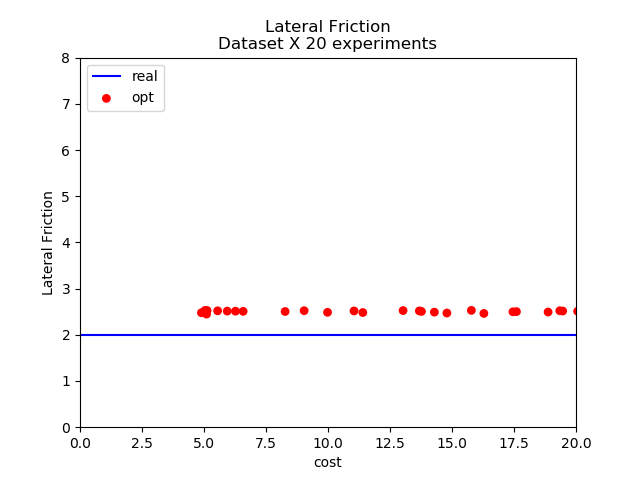 Lateral Friction
Dataset X 20 experiments
8
7
6
5
4
3
2
1
0
Lateral Friction
real
opt
0.0 2.5 5.0 7.5 10.0 12.5 15.0 17.5 20.0
cost